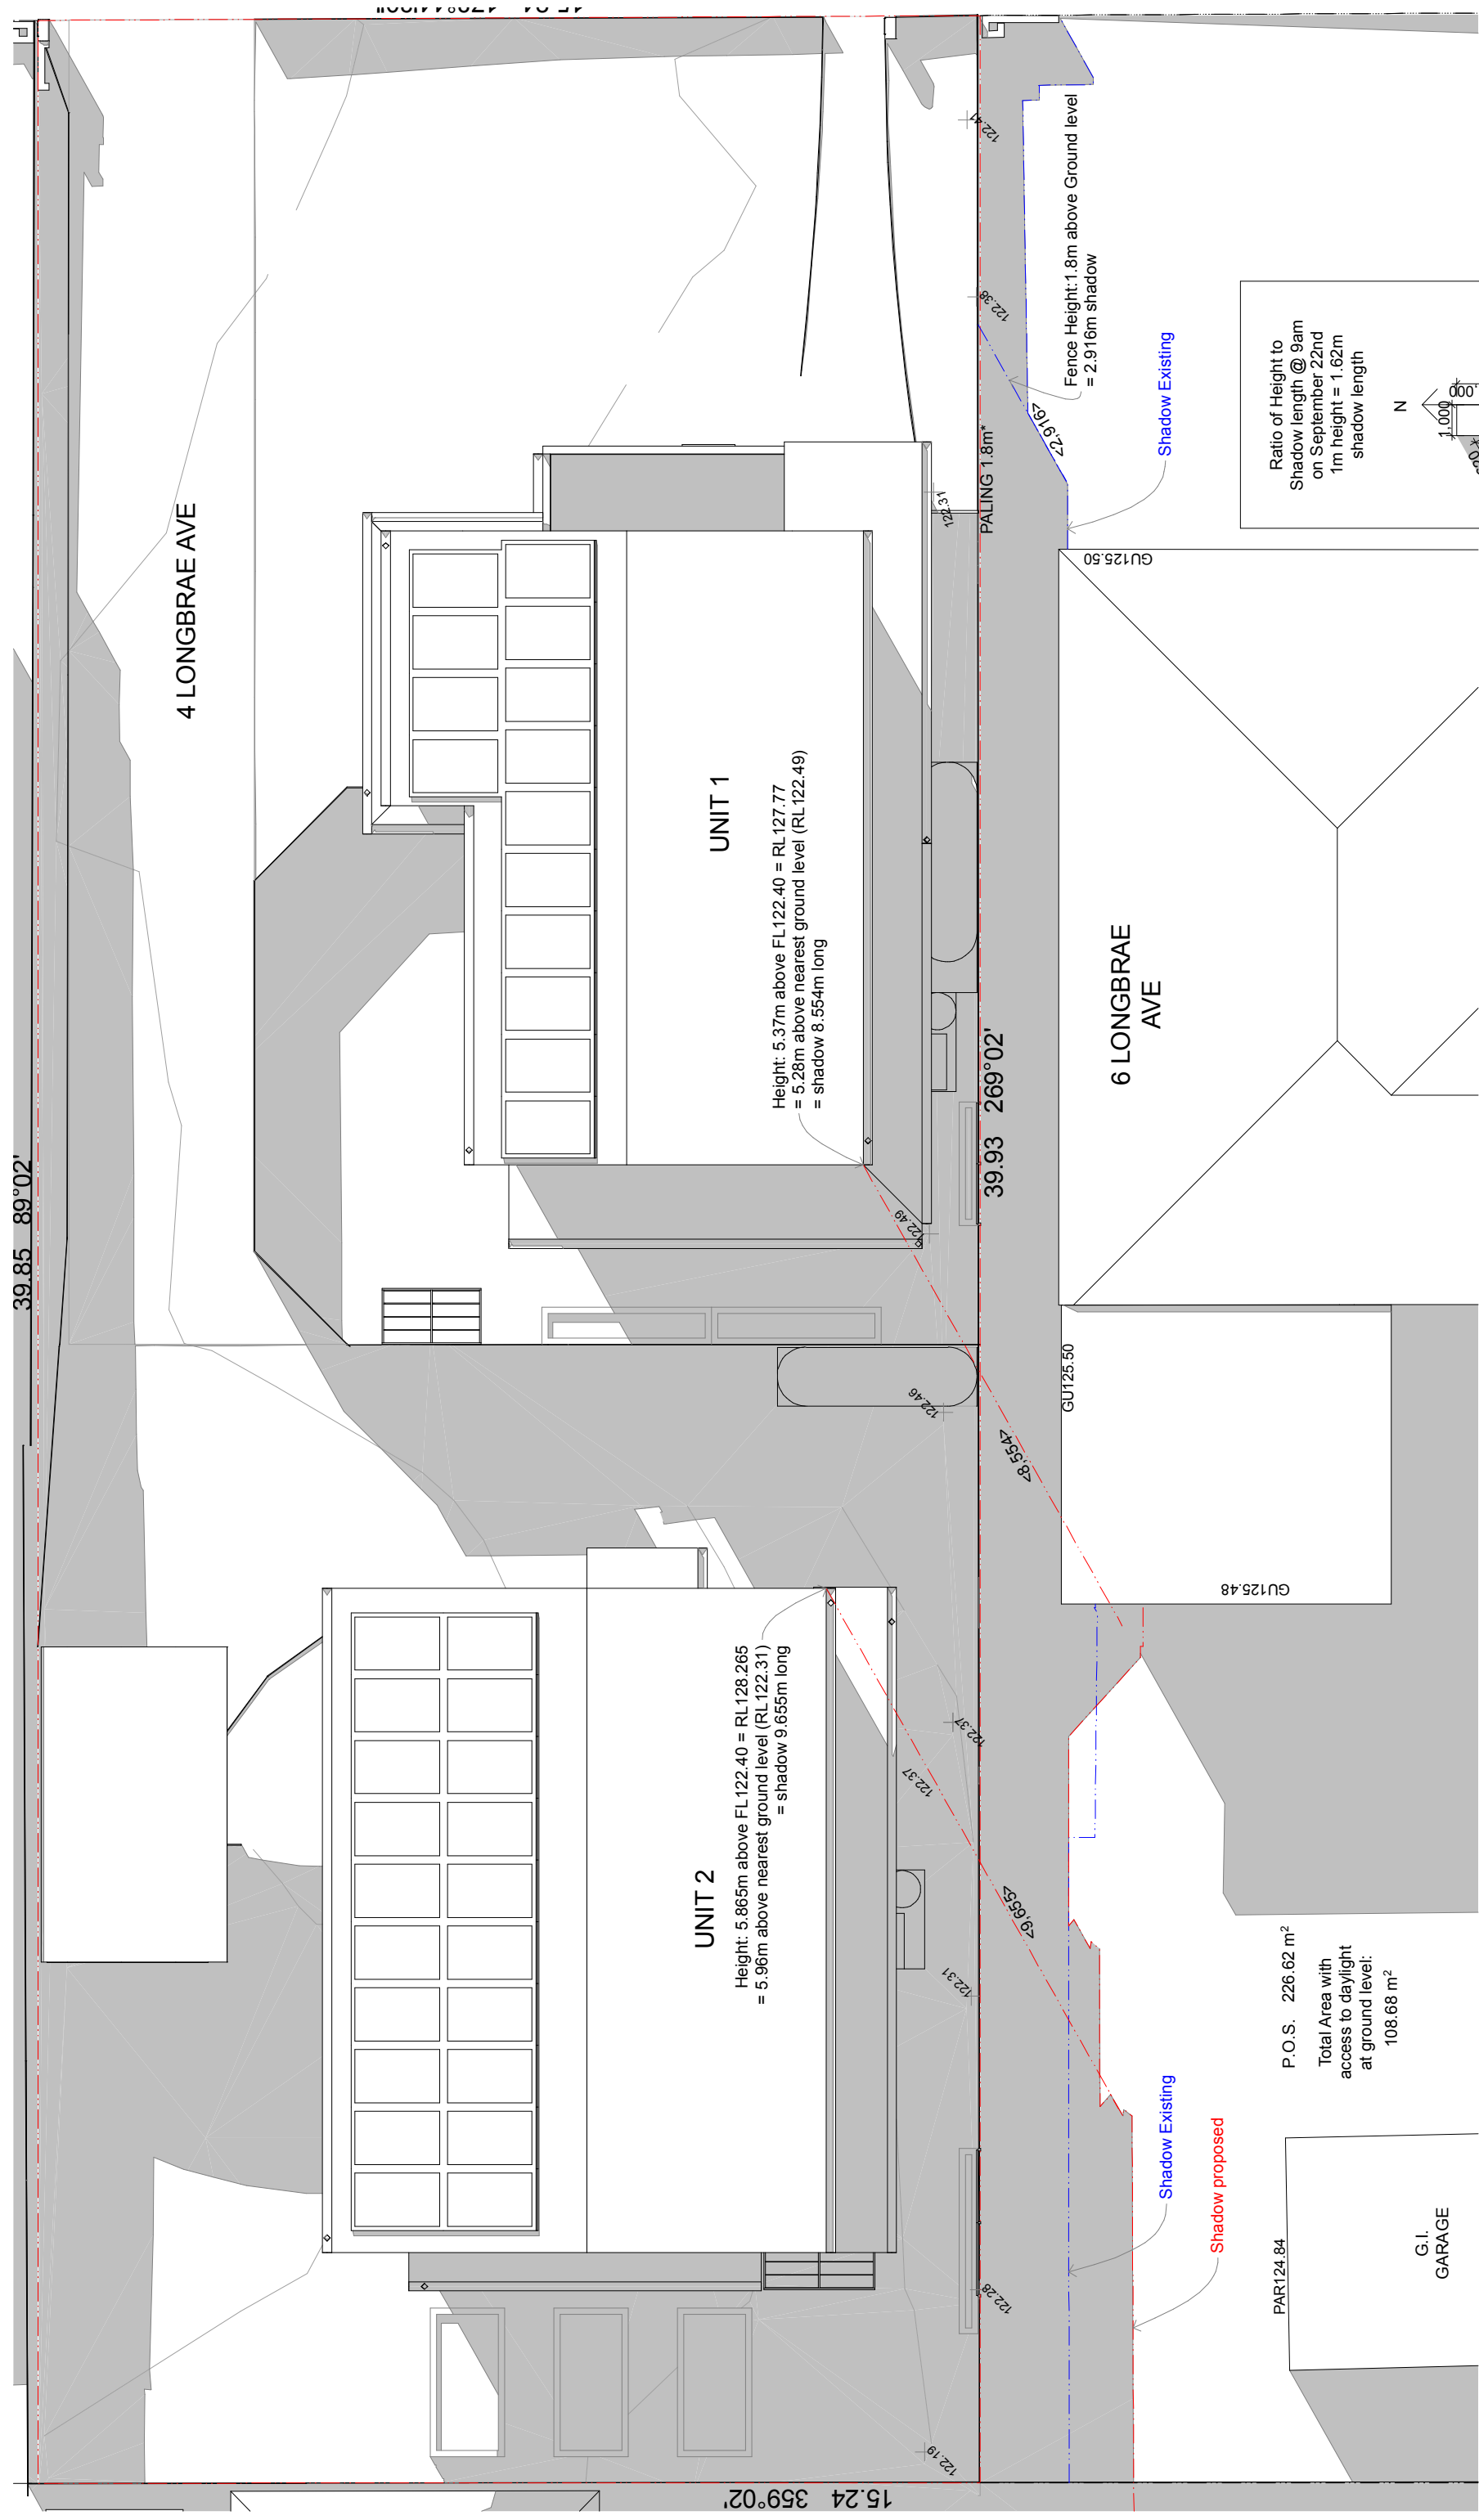 4 LONGBRAE AVE
39.85 89°02'
122.41
122.38
Fence Height:1.8m above Ground level
= 2.916m shadow
<2,916>
Shadow Existing
PALING 1.8m*
122.31
Ratio of Height to
Shadow length @ 9am
on September 22nd
1m height = 1.62m
shadow length
N
1.000
GU125.50
UNIT 1
Height: 5.37m above FL122.40 = RL127.77
= 5.28m above nearest ground level (RL122.49)
= shadow 8.554m long
39.93 269°02'
6 LONGBRAE
AVE
122.49
122.46
<8,554>
GU125.50
GU125.48
UNIT 2
Height: 5.865m above FL122.40 = RL128.265
= 5.96m above nearest ground level (RL122.31)
= shadow 9.655m long
122.37
122.37
<9,655>
122.31
P.O.S. 226.62 m²
Total Area with
access to daylight
at ground level:
108.68 m²
Shadow Existing
Shadow proposed
122.28
PAR124.84
G.I.
GARAGE
122.19
15.24 359°02'